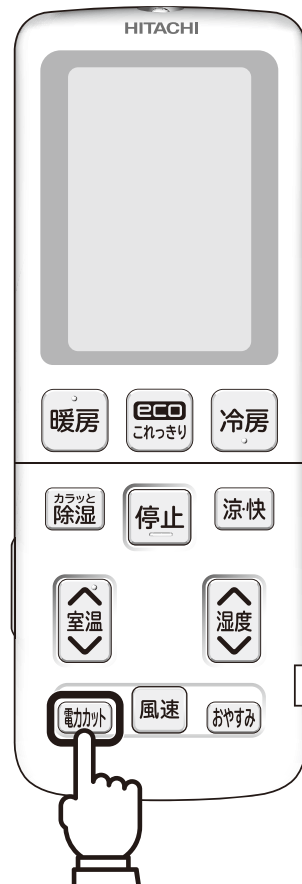 HITACHI
暖房
eco
これっきり
冷房
カラッと
除湿
停止
涼・快
室温
湿度
電力カット
風速
おやすみ